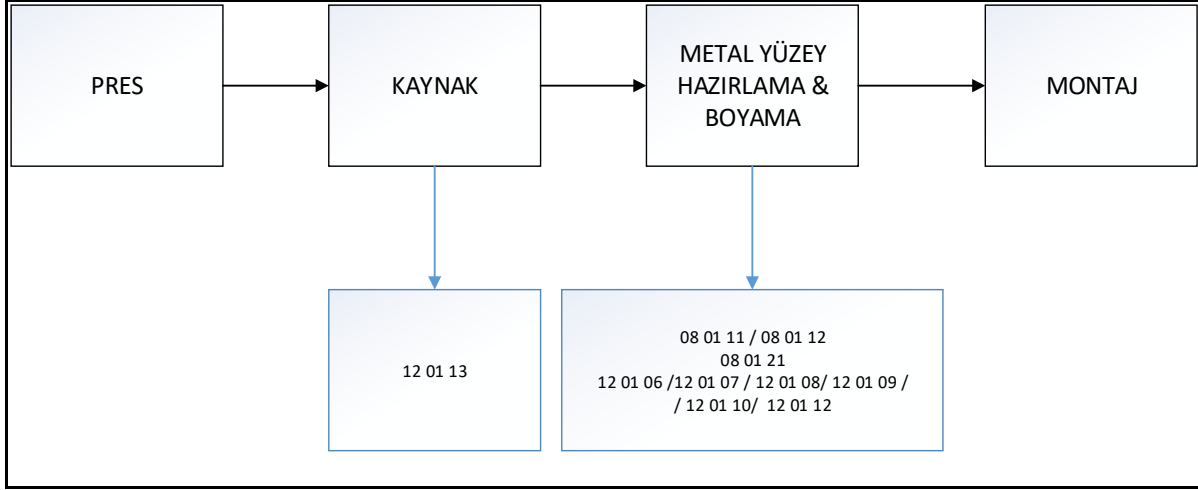 PRES
KAYNAK
METAL YÜZEY
HAZIRLAMA &
BOYAMA
MONTAJ
12 01 13
08 01 11 / 08 01 12
08 01 21
12 01 06 /12 01 07 / 12 01 08/ 12 01 09 /
/ 12 01 10/ 12 01 12